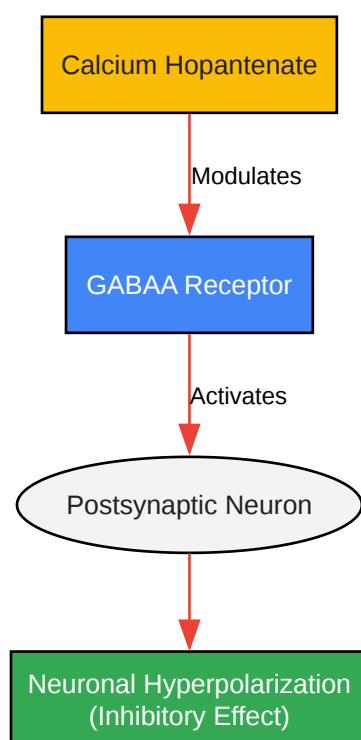 Calcium Hopantenate
Modulates
GABAA Receptor
Activates
Postsynaptic Neuron
Neuronal Hyperpolarization
(Inhibitory Effect)